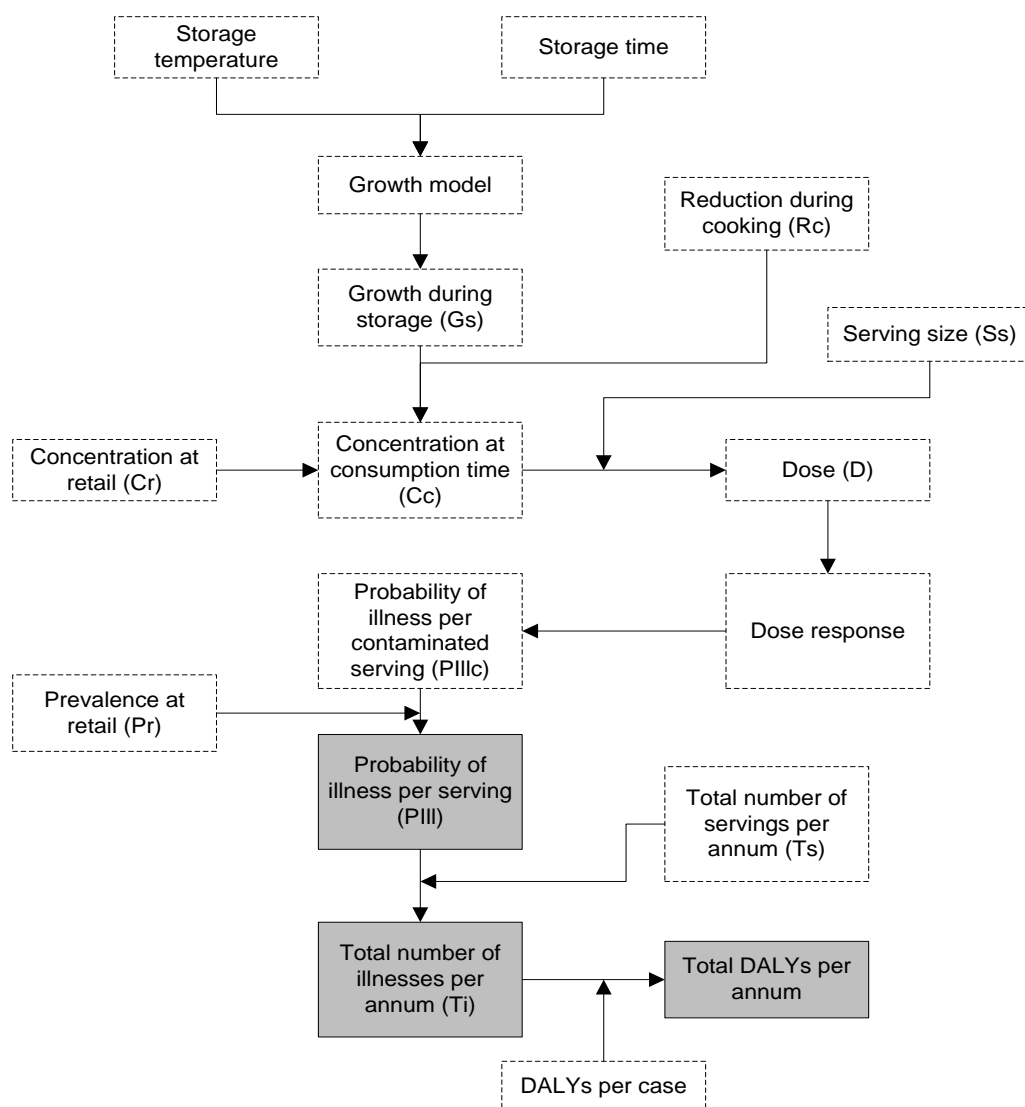 Storage
temperature
Storage time
Growth model
Reduction during
cooking (Rc)
Growth during
storage (Gs)
Serving size (Ss)
Concentration at
retail (Cr)
Concentration at
consumption time
(Cc)
Dose (D)
Probability of
illness per
contaminated
serving (PIllc)
Dose response
Prevalence at
retail (Pr)
Probability of
illness per serving
(PIll)
Total number of
servings per
annum (Ts)
Total number of
illnesses per
annum (Ti)
Total DALYs per
annum
DALYs per case